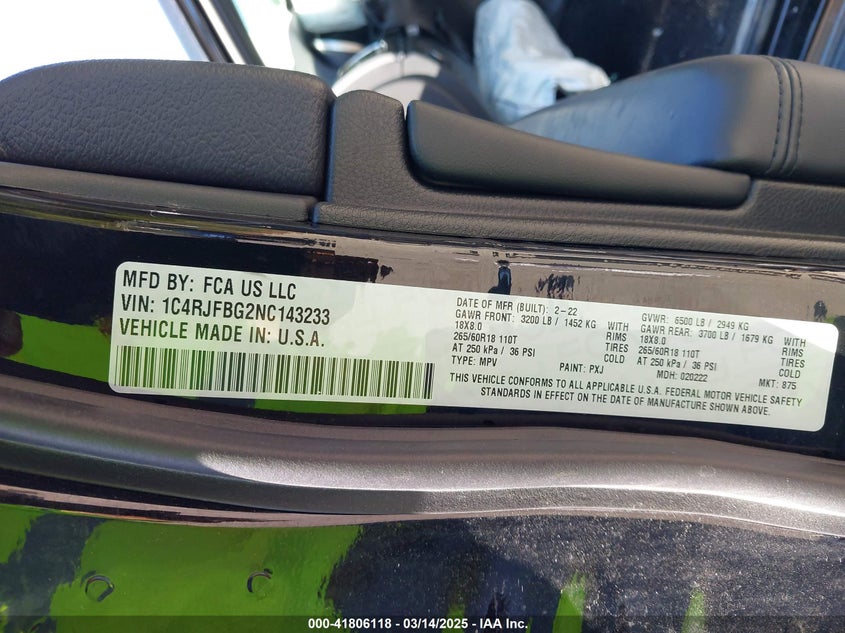 MFD BY: FCA US LLC
VIN: 1C4RJFBG2NC143233
VEHICLE MADE IN: U.S.A.
DATE OF MFR (BUILT): 2-22 GVWR: 6500 LB / 2949 KG
GAWR FRONT: 3200 LB / 1452 KG WITH GAWR REAR: 3700 LB / 1679 KG WITH
18X8.0 RIMS 18X8.0 RIMS
265/60R18 110T TIRES 265/60R18 110T TIRES
AT 250 kPa / 36 PSI COLD AT 250 kPa / 36 PSI COLD
TYPE: MPV PAINT: PXJ MDH: 020222 MKT: 875
THIS VEHICLE CONFORMS TO ALL APPLICABLE U.S.A. FEDERAL MOTOR VEHICLE SAFETY
STANDARDS IN EFFECT ON THE DATE OF MANUFACTURE SHOWN ABOVE.
000-41806118 - 03/14/2025 - IAA Inc.